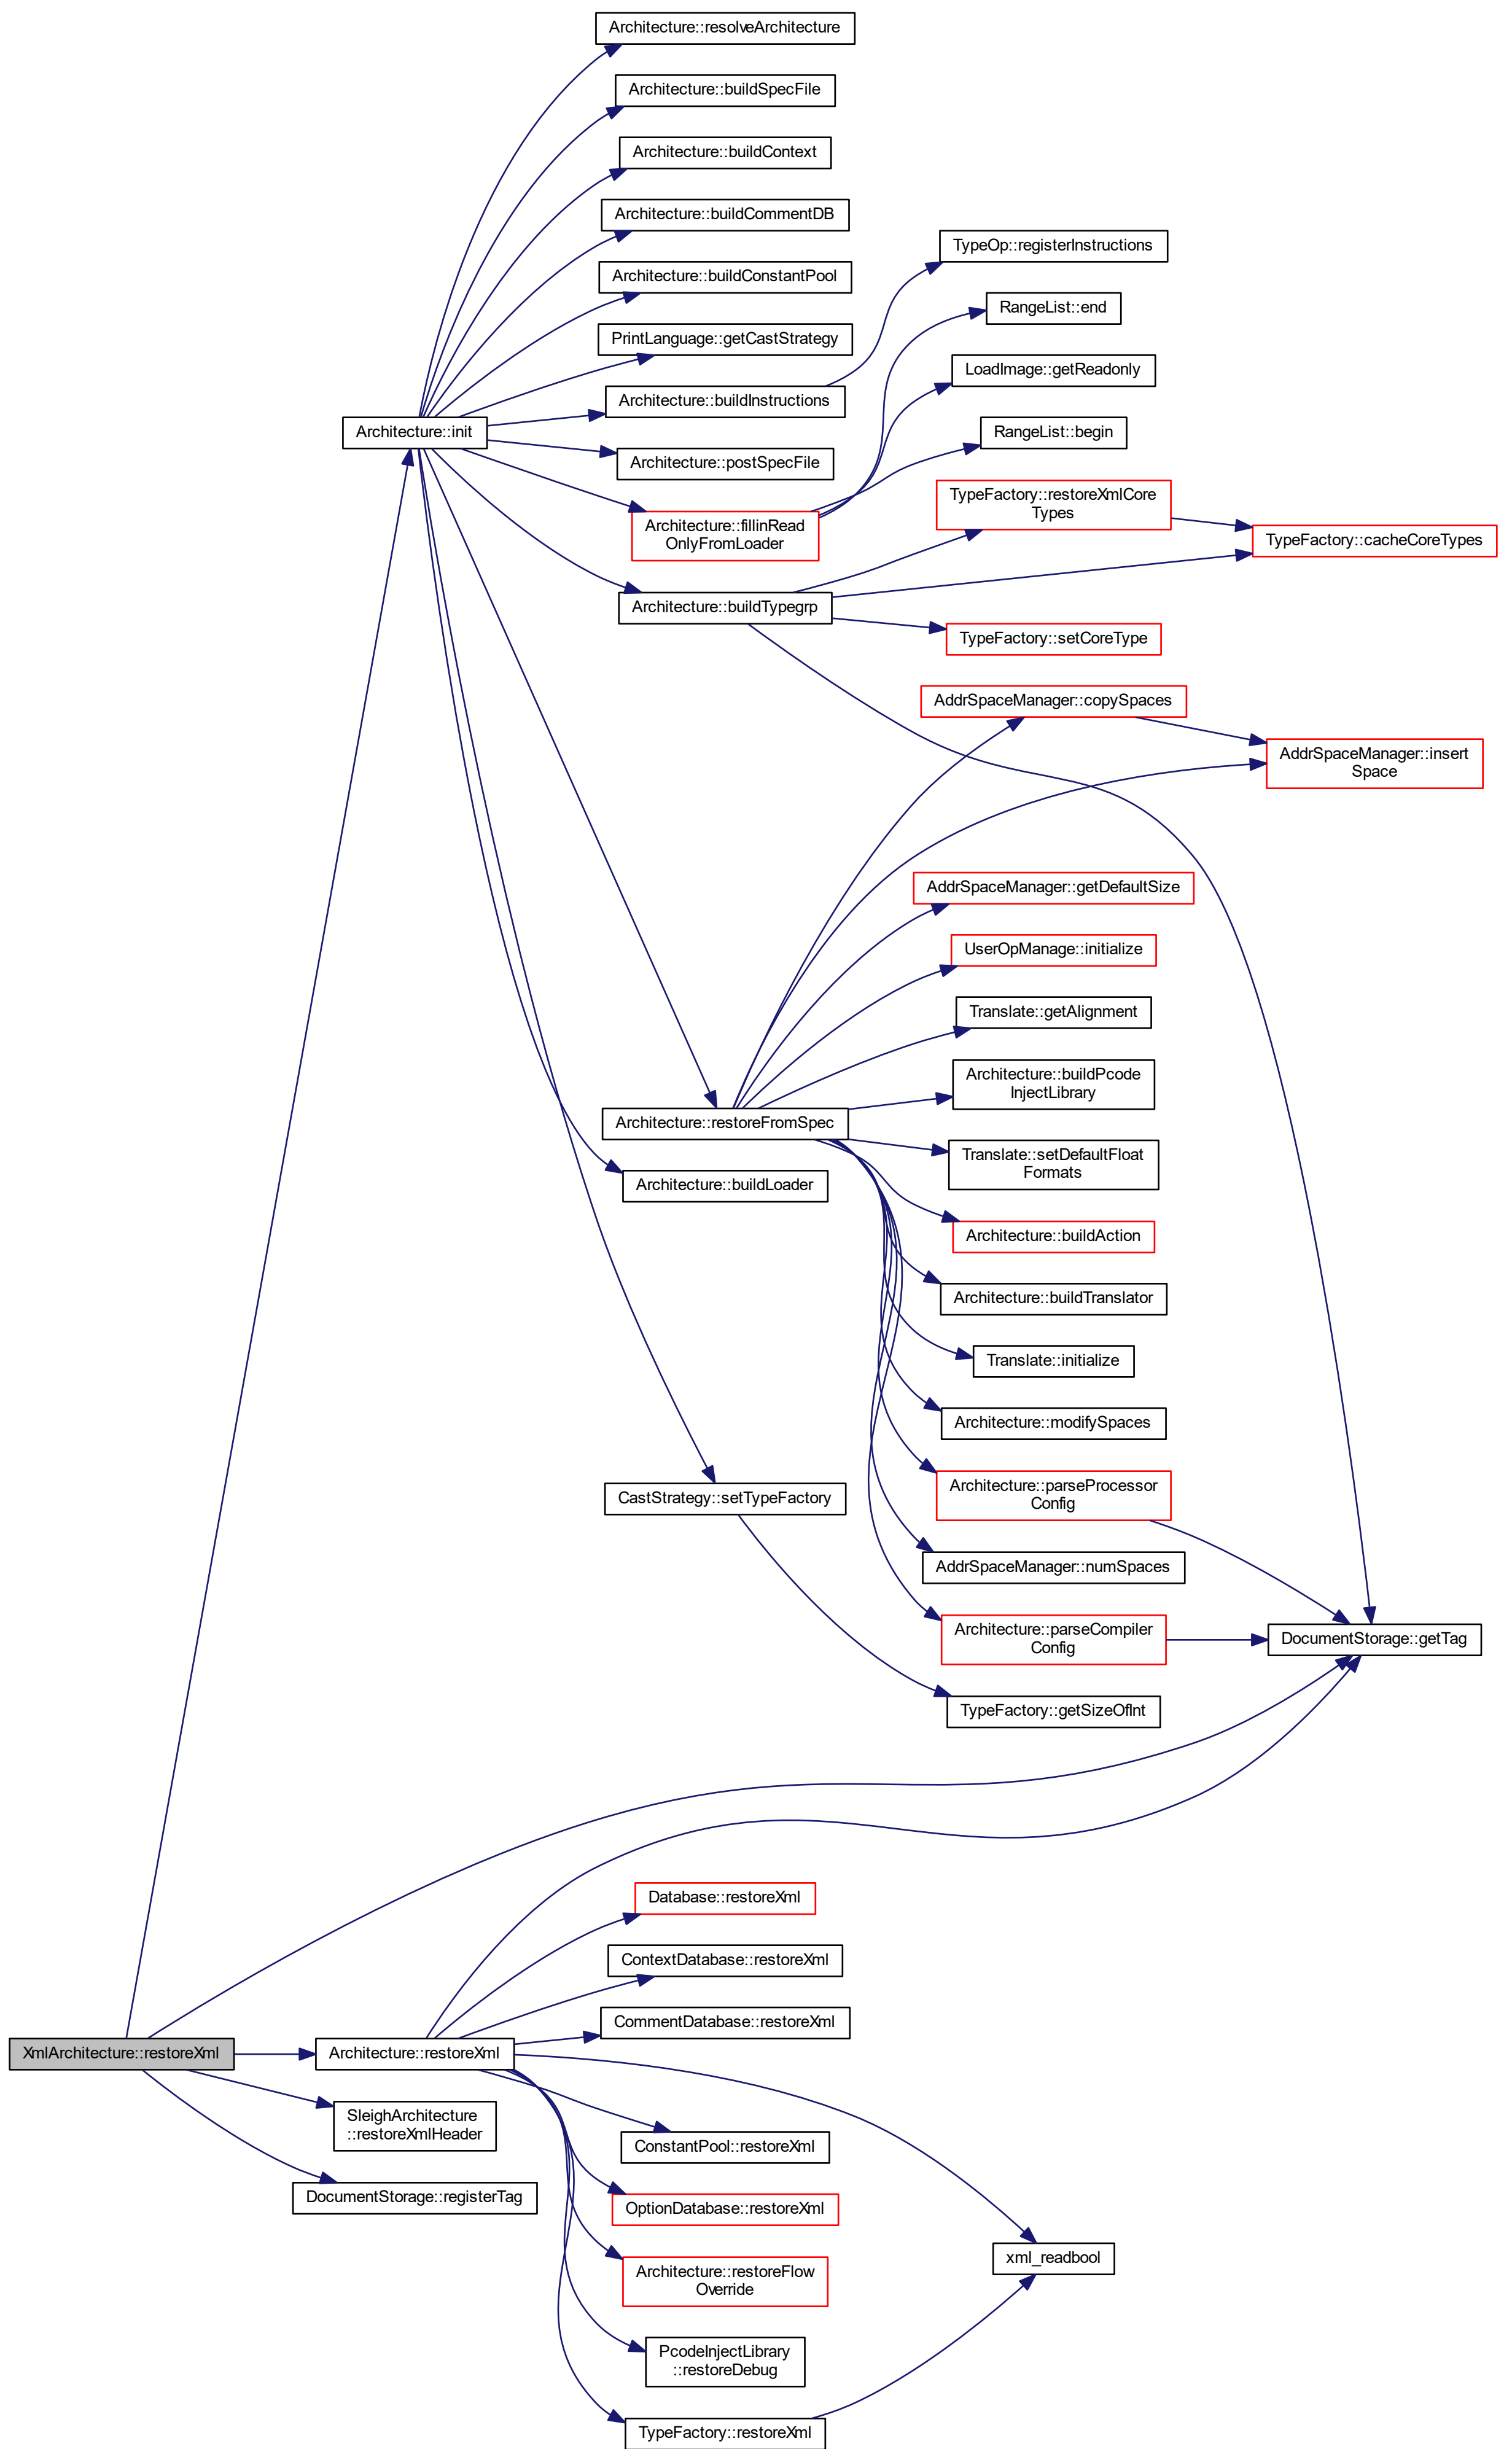 Architecture::resolveArchitecture
Architecture::buildSpecFile
Architecture::buildContext
Architecture::buildCommentDB
TypeOp::registerInstructions
Architecture::buildConstantPool
RangeList::end
PrintLanguage::getCastStrategy
LoadImage::getReadonly
Architecture::buildInstructions
Architecture::init
RangeList::begin
Architecture::postSpecFile
TypeFactory::restoreXmlCore
Types
Architecture::fillinRead
OnlyFromLoader
TypeFactory::cacheCoreTypes
Architecture::buildTypegrp
TypeFactory::setCoreType
AddrSpaceManager::copySpaces
AddrSpaceManager::insert
Space
AddrSpaceManager::getDefaultSize
UserOpManage::initialize
Translate::getAlignment
Architecture::buildPcode
InjectLibrary
Architecture::restoreFromSpec
Translate::setDefaultFloat
Formats
Architecture::buildLoader
Architecture::buildAction
Architecture::buildTranslator
Translate::initialize
Architecture::modifySpaces
CastStrategy::setTypeFactory
Architecture::parseProcessor
Config
AddrSpaceManager::numSpaces
Architecture::parseCompiler
Config
DocumentStorage::getTag
TypeFactory::getSizeOfInt
Database::restoreXml
ContextDatabase::restoreXml
CommentDatabase::restoreXml
XmlArchitecture::restoreXml
Architecture::restoreXml
SleighArchitecture
::restoreXmlHeader
ConstantPool::restoreXml
DocumentStorage::registerTag
OptionDatabase::restoreXml
xml_readbool
Architecture::restoreFlow
Override
PcodeInjectLibrary
::restoreDebug
TypeFactory::restoreXml